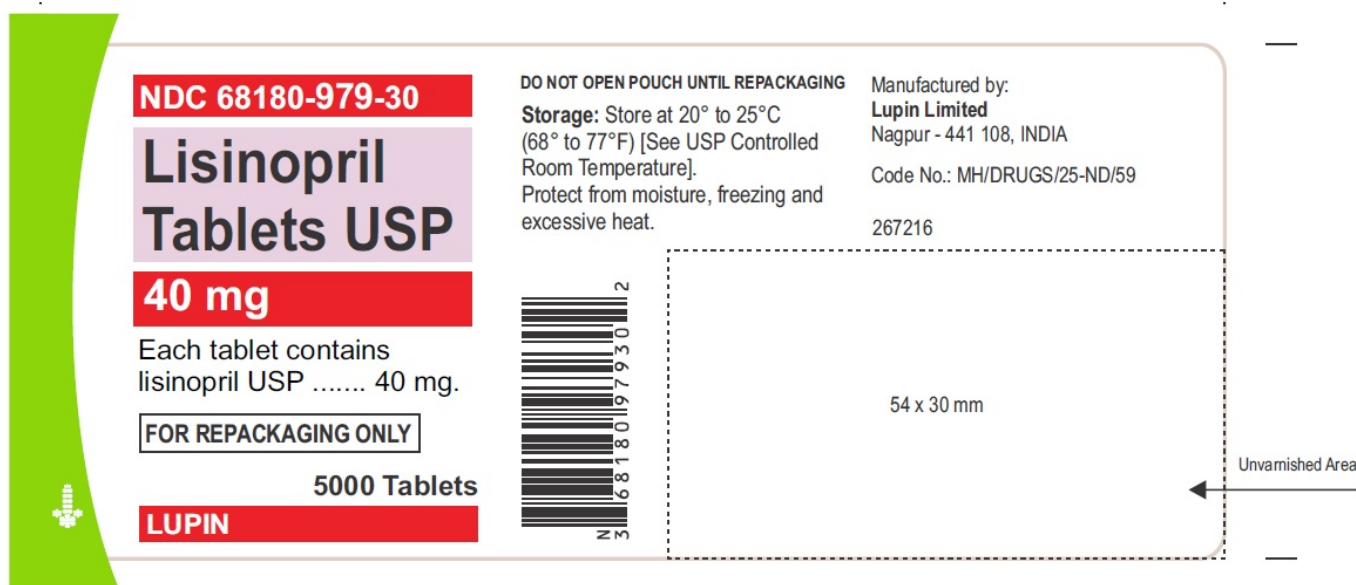 NDC 68180-979-30
Lisinopril
Tablets USP
40 mg
Each tablet contains
lisinopril USP ....... 40 mg.
FOR REPACKAGING ONLY
5000 Tablets
LUPIN
DO NOT OPEN POUCH UNTIL REPACKAGING
Storage: Store at 20° to 25°C
(68° to 77°F) [See USP Controlled
Room Temperature].
Protect from moisture, freezing and
excessive heat.
N
3 68180 97930 2
Manufactured by:
Lupin Limited
Nagpur - 441 108, INDIA
Code No.: MH/DRUGS/25-ND/59
267216
54 x 30 mm
Unvarnished Area